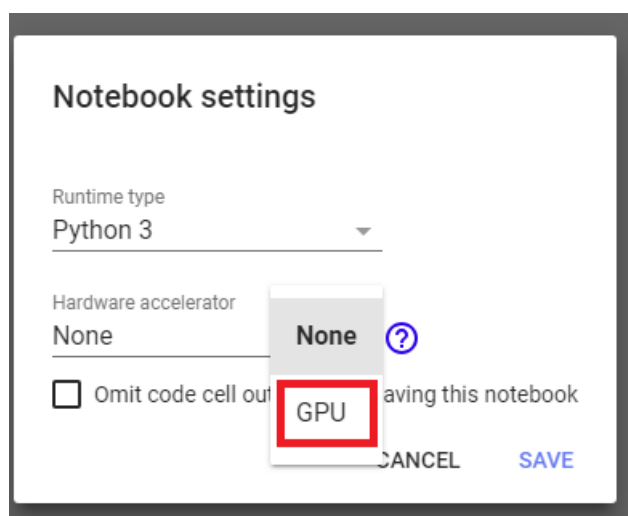 Notebook settings
Runtime type
Python 3
Hardware accelerator
None
None
GPU
Omit code cell out aving this notebook
CANCEL SAVE